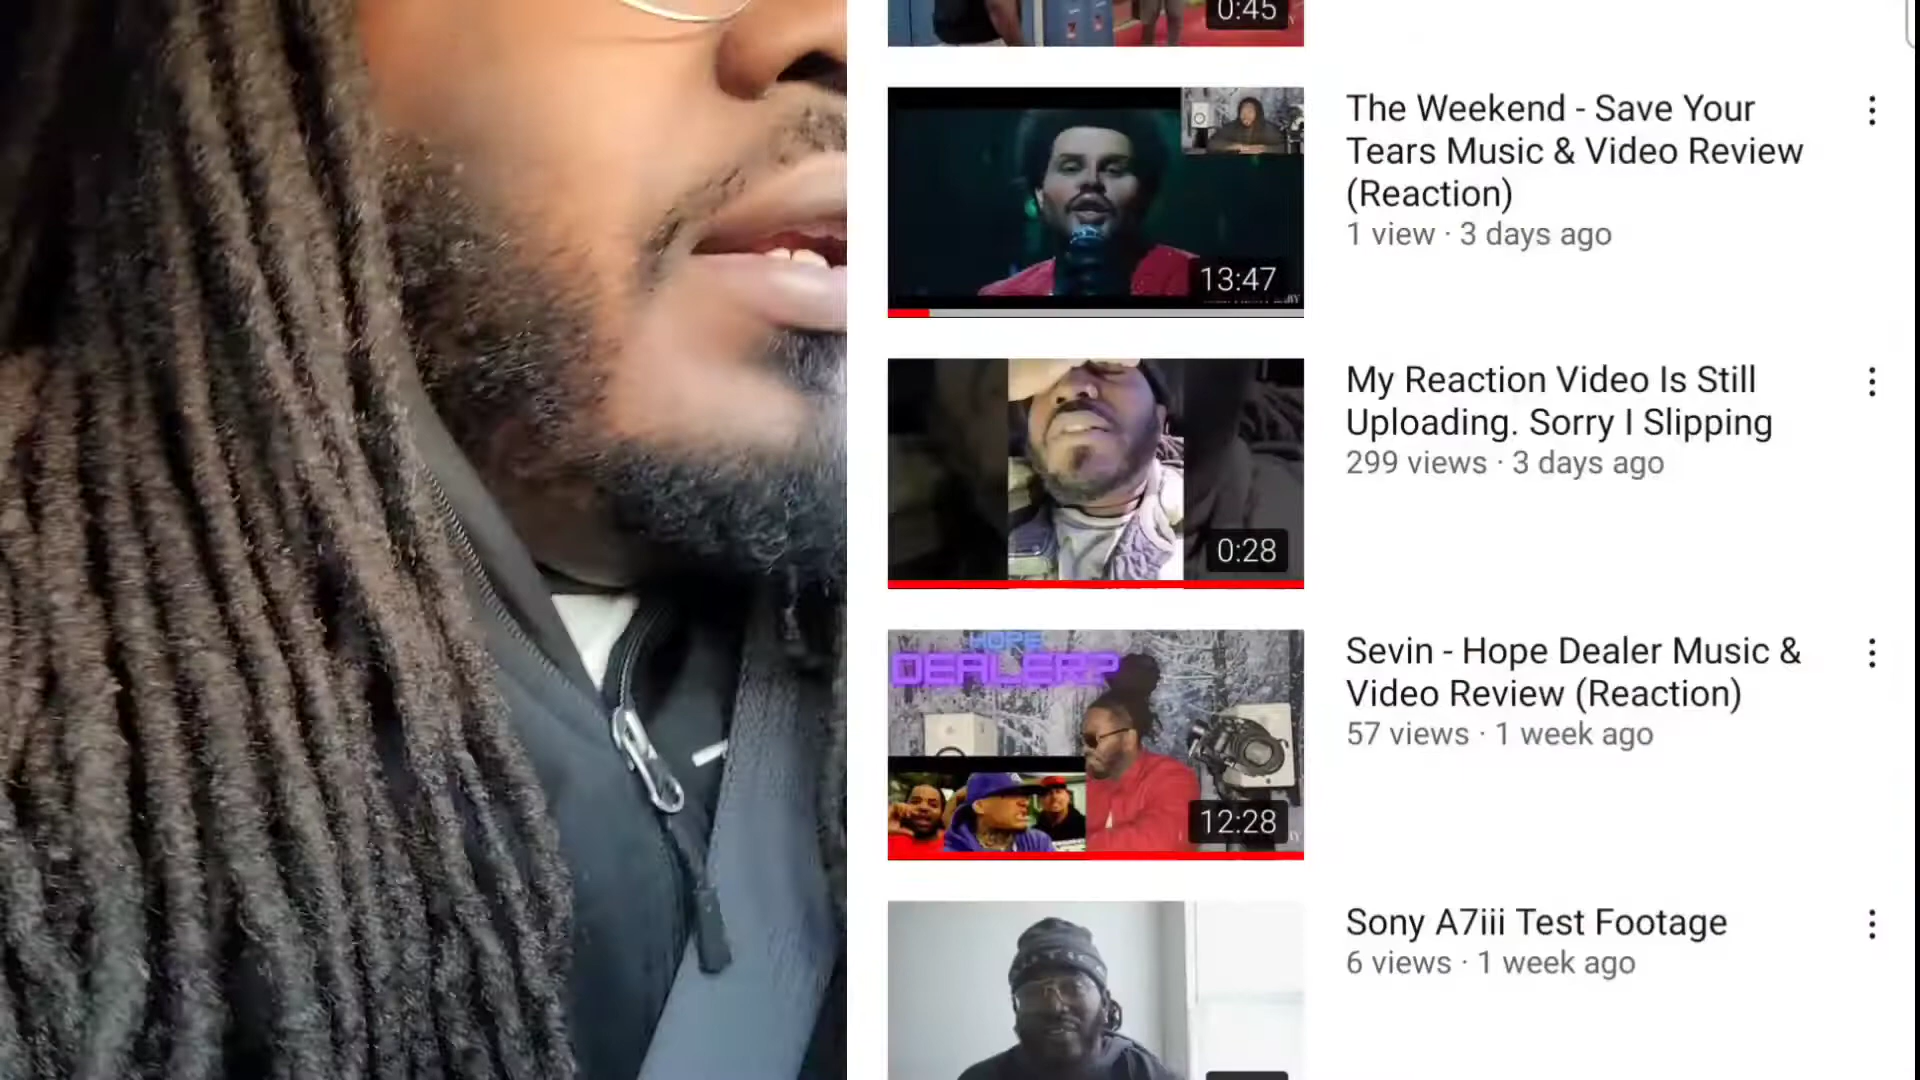 0:45
The Weekend - Save Your
Tears Music & Video Review
(Reaction)
1 view · 3 days ago
13:47
My Reaction Video Is Still
Uploading. Sorry I Slipping
299 views · 3 days ago
0:28
HOPE
DEALER?
Sevin - Hope Dealer Music &
Video Review (Reaction)
57 views · 1 week ago
12:28
Sony A7iii Test Footage
6 views · 1 week ago